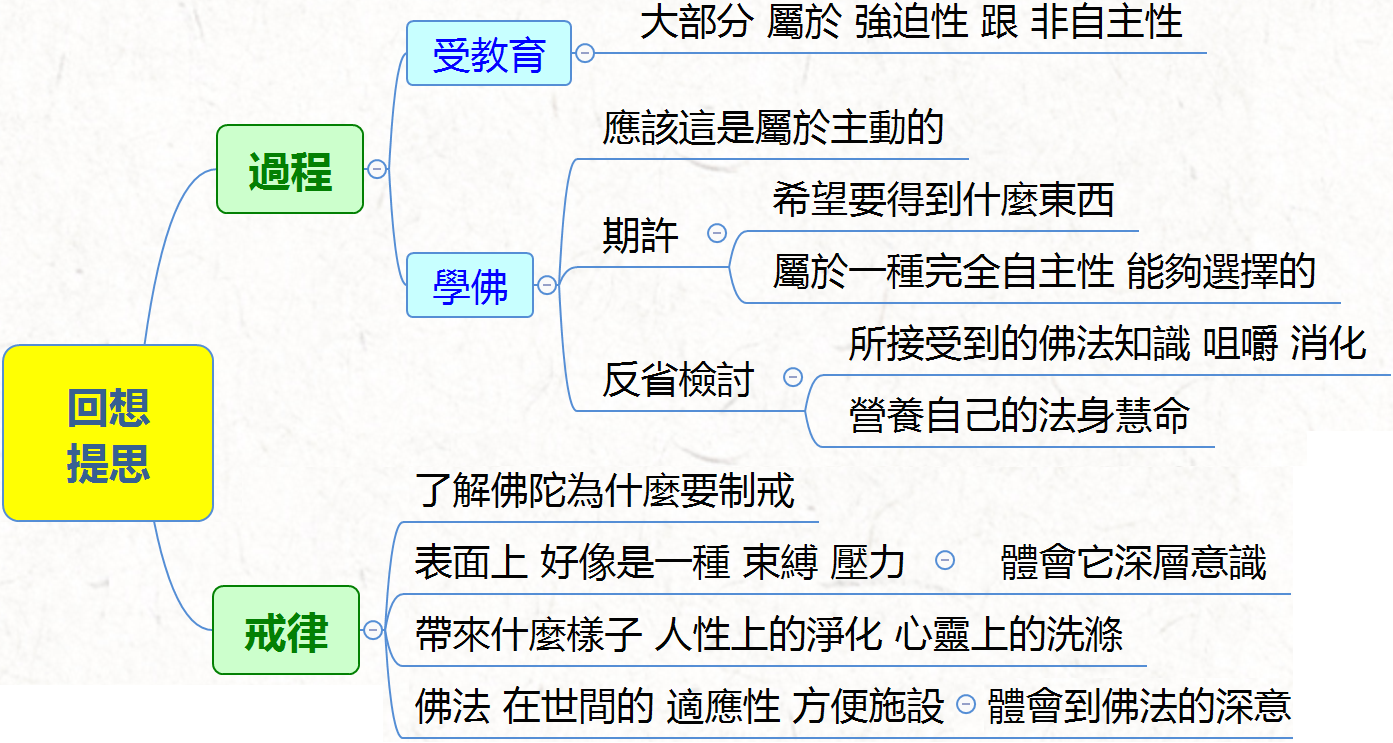 回想
提思
過程
受教育
大部分 屬於 強迫性 跟 非自主性
學佛
應該這是屬於主動的
期許
希望要得到什麼東西
屬於一種完全自主性 能夠選擇的
反省檢討
所接受到的佛法知識 咀嚼 消化
營養自己的法身慧命
戒律
了解佛陀為什麼要制戒
表面上 好像是一種 束縛 壓力
體會它深層意識
帶來什麼樣子 人性上的淨化 心靈上的洗滌
佛法 在世間的 適應性 方便施設
體會到佛法的深意